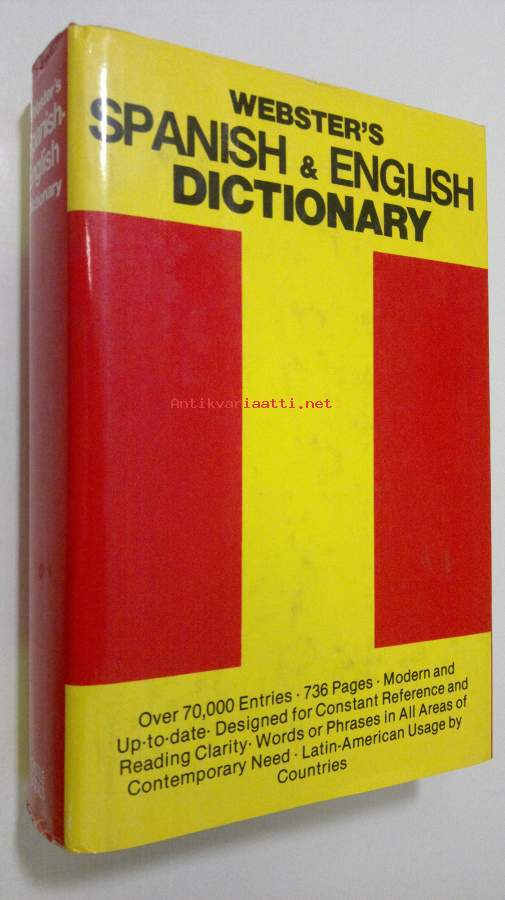 WEBSTER'S
SPANISH & ENGLISH
DICTIONARY
Antikvariaatti.net
Over 70,000 Entries · 736 Pages · Modern and
Up·to·date· Designed for Constant Reference and
Reading Clarity· Words or Phrases in All Areas of
Contemporary Need · Latin-American Usage by
Countries
Webster's
Spanish-
English
Dictionary